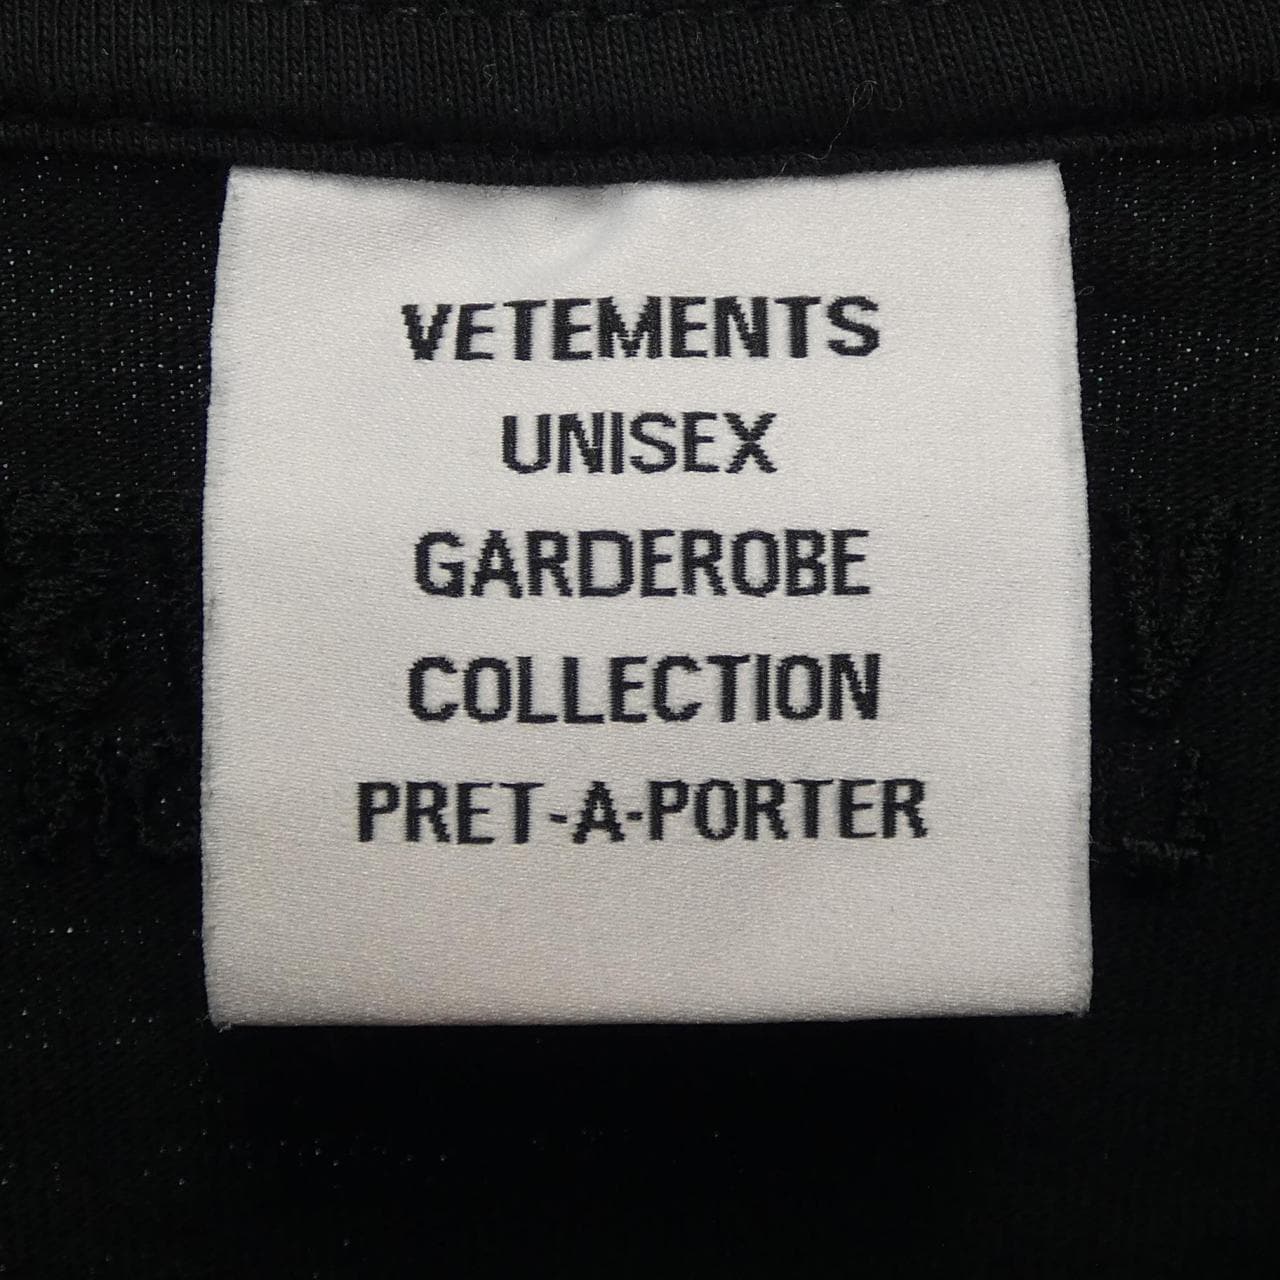 VETEMENTS
UNISEX
GARDEROBE
COLLECTION
PRET-A-PORTER